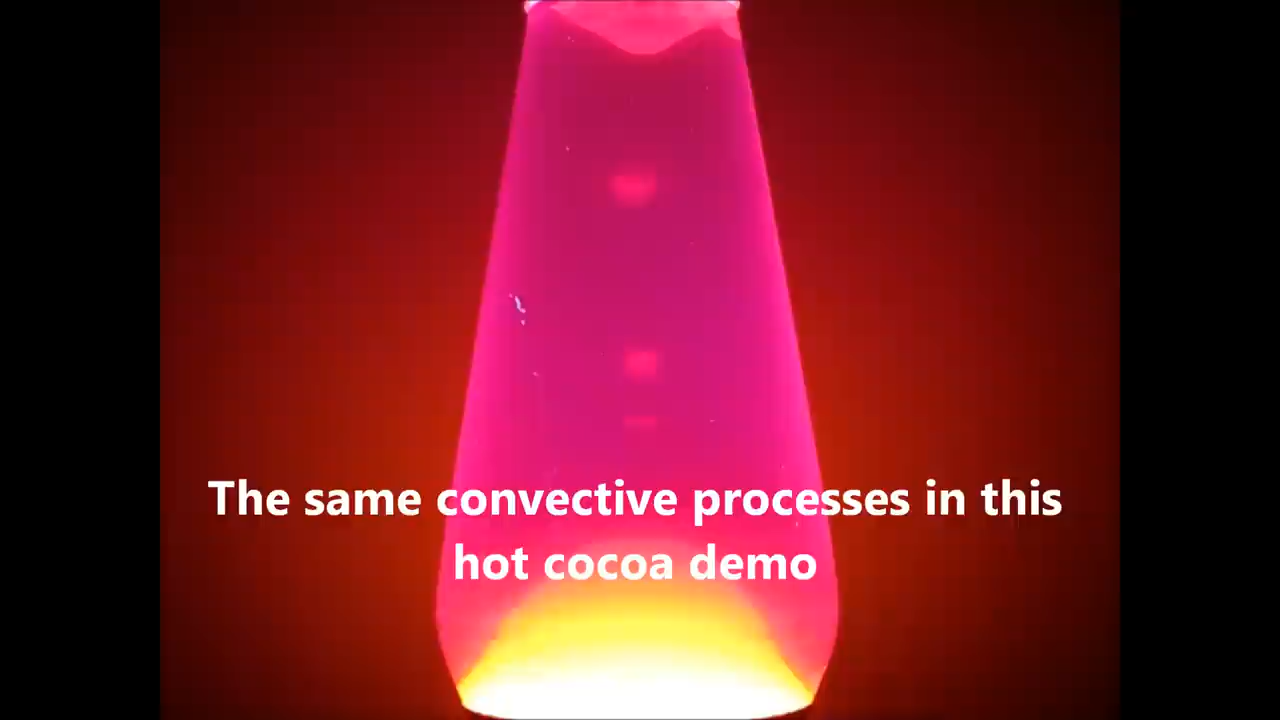 The same convective processes in this
hot cocoa demo